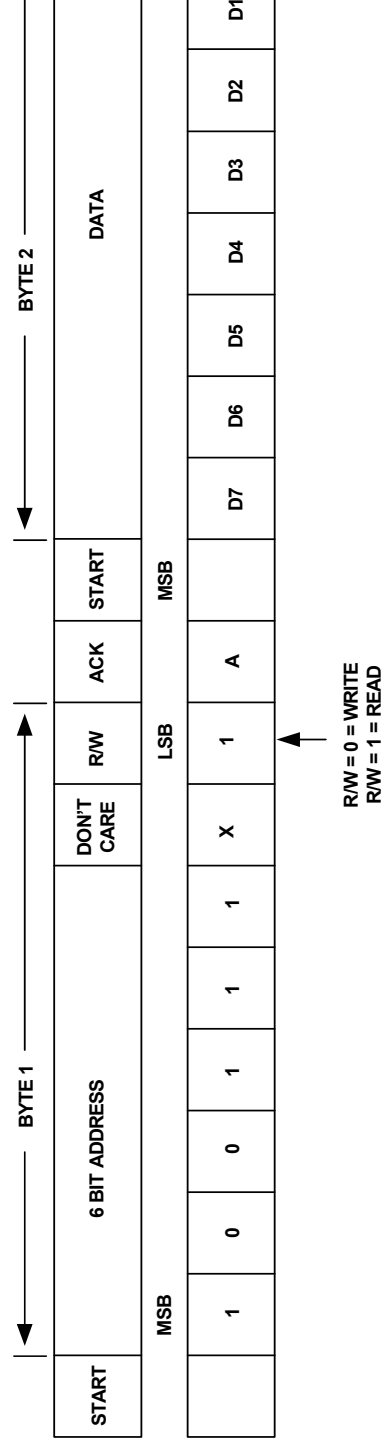 BYTE 1
BYTE 2
START
6 BIT ADDRESS
DON'T
CARE
R/W
ACK
START
DATA
MSB
LSB
MSB
1
0
0
1
1
1
X
1
A
D7
D6
D5
D4
D3
D2
D1
R/W = 0 = WRITE
R/W = 1 = READ